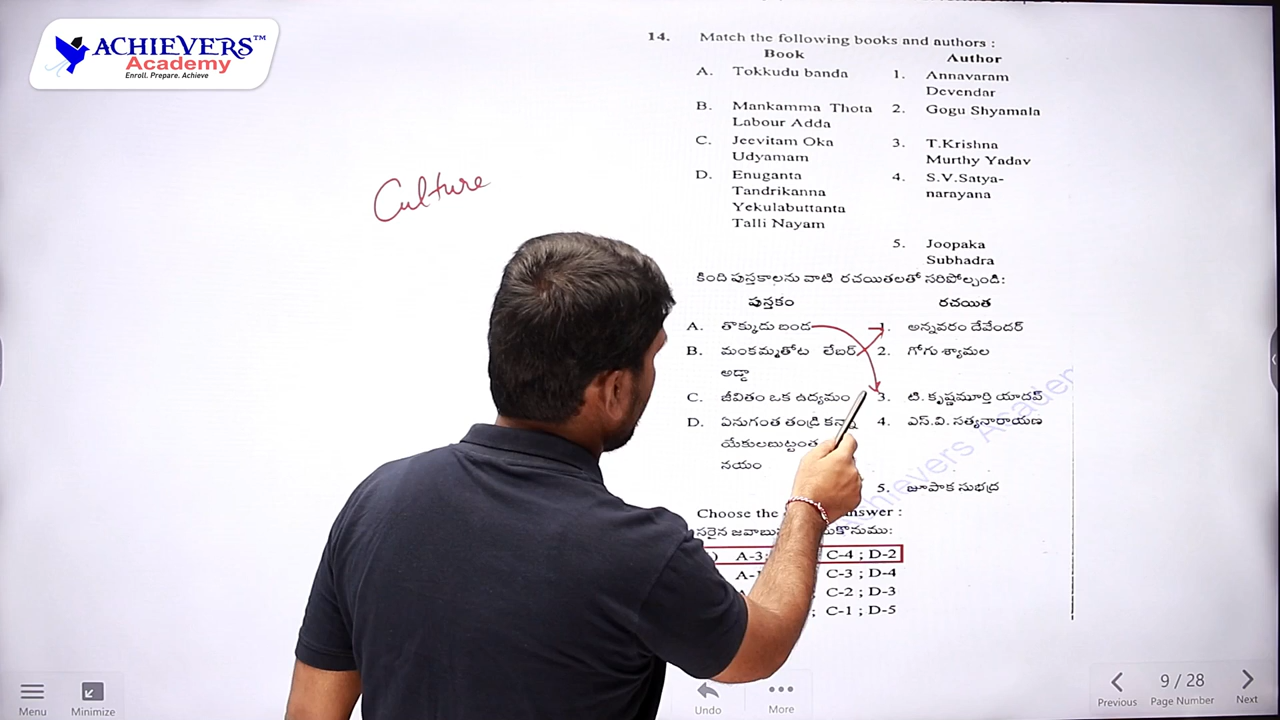 ACHIEVERS™
Academy
Enroll. Prepare. Achieve
Culture
14. Match the following books and authors :
Book Author
A. Tokkudu banda 1. Annavaram
Devendar
B. Mankamma Thota 2. Gogu Shyamala
Labour Adda
C. Jeevitam Oka 3. T.Krishna
Udyamam Murthy Yadav
D. Enuganta 4. S.V.Satya-
Tandrikanna narayana
Yekulabuttanta
Talli Nayam
5. Joopaka
Subhadra
కింది పుస్తకాలను వాటి రచయితలతో సరిపోల్చండి:
పుస్తకం రచయిత
A. తొక్కుడు బండ 1. అన్నవరం దేవేందర్
B. మంకమ్మతోట లేబర్ 2. గోగు శ్యామల
అడ్డా
C. జీవితం ఒక ఉద్యమం 3. టి. కృష్ణమూర్తి యాదవ్
D. ఏనుగంత తండ్రి కన్నా 4. ఎస్.వి. సత్యనారాయణ
యేకులబుట్టంత
నయం
5. జూపాక సుభద్ర
Choose the answer :
సరైన
A-3; C-4 ; D-2
C-3 ; D-4
C-2 ; D-3
C-1 ; D-5
Achievers Academ
Menu Minimize Undo More Previous 9 / 28 Page Number Next